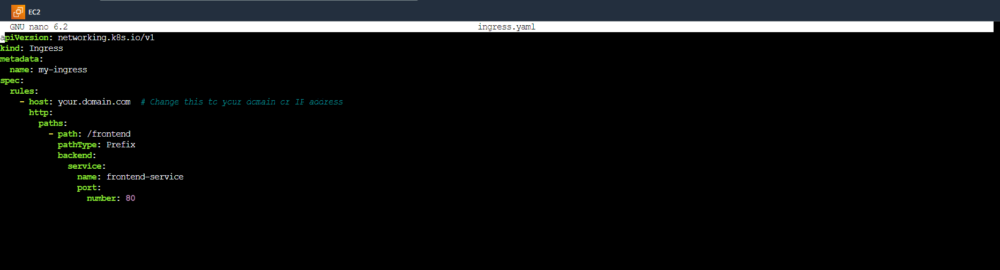 EC2
GNU nano 6.2 ingress.yaml
apiVersion: networking.k8s.io/v1
kind: Ingress
metadata:
  name: my-ingress
spec:
  rules:
    - host: your.domain.com  # Change this to your domain or IP address
      http:
        paths:
          - path: /frontend
            pathType: Prefix
            backend:
              service:
                name: frontend-service
                port:
                  number: 80